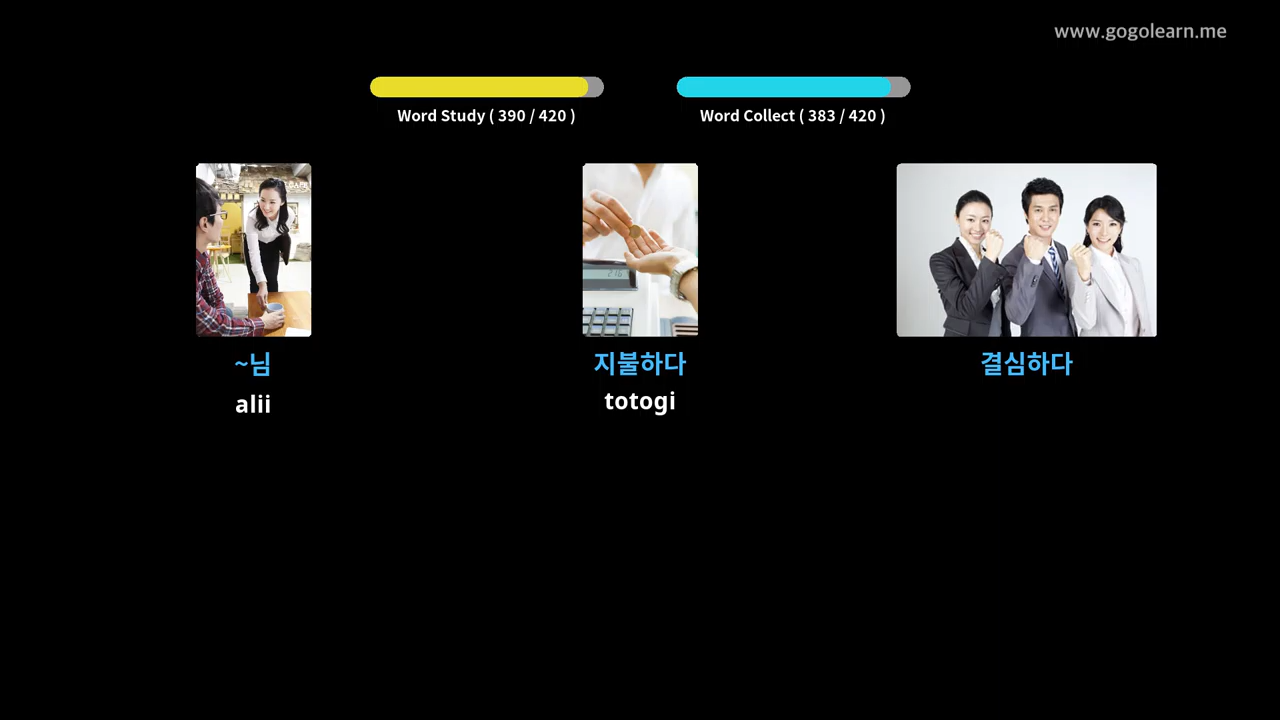 www.gogolearn.me
Word Study ( 390 / 420 )
Word Collect ( 383 / 420 )
~님
지불하다
결심하다
alii
totogi